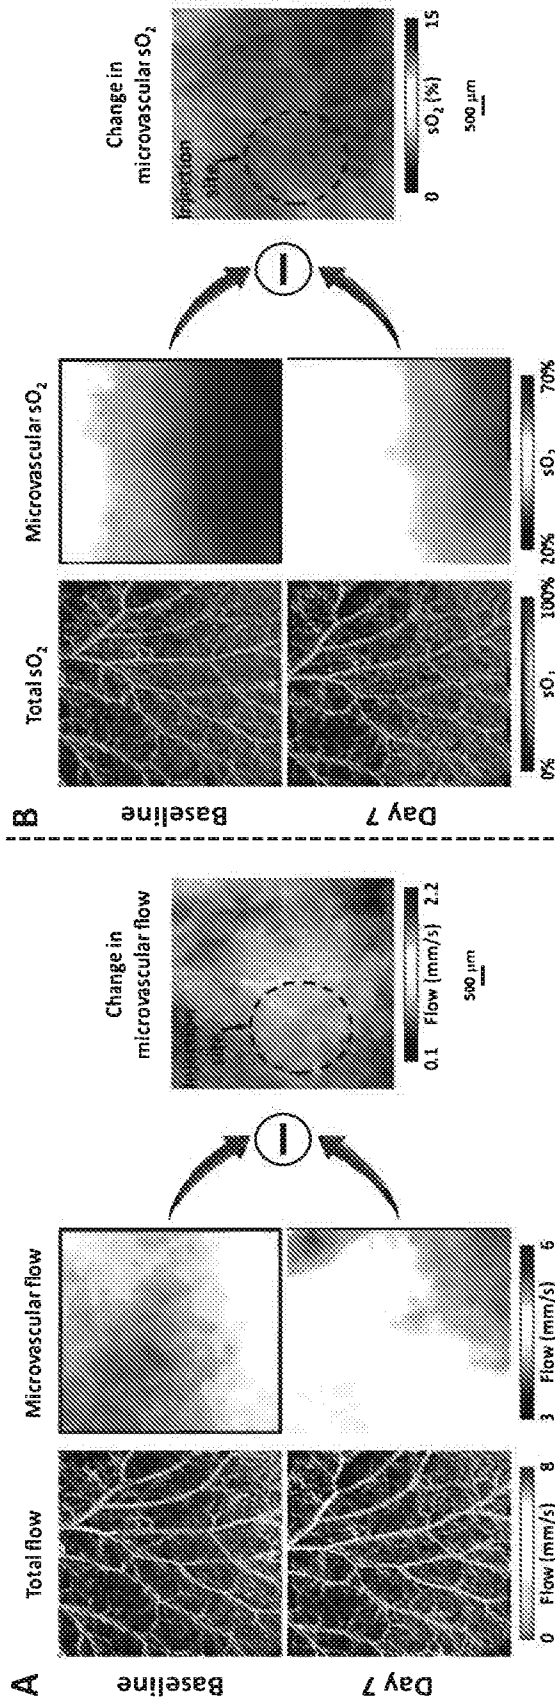 A
Total flow
Microvascular flow
Change in
microvascular flow
Baseline
Day 7
0 Flow (mm/s) 8
3 Flow (mm/s) 6
0.1 Flow (mm/s) 2.2
500 µm
B
Total sO₂
Microvascular sO₂
Change in
microvascular sO₂
Injection
site
Baseline
Day 7
0% sO₂ 100%
20% sO₂ 70%
sO₂ (%) 15
500 µm